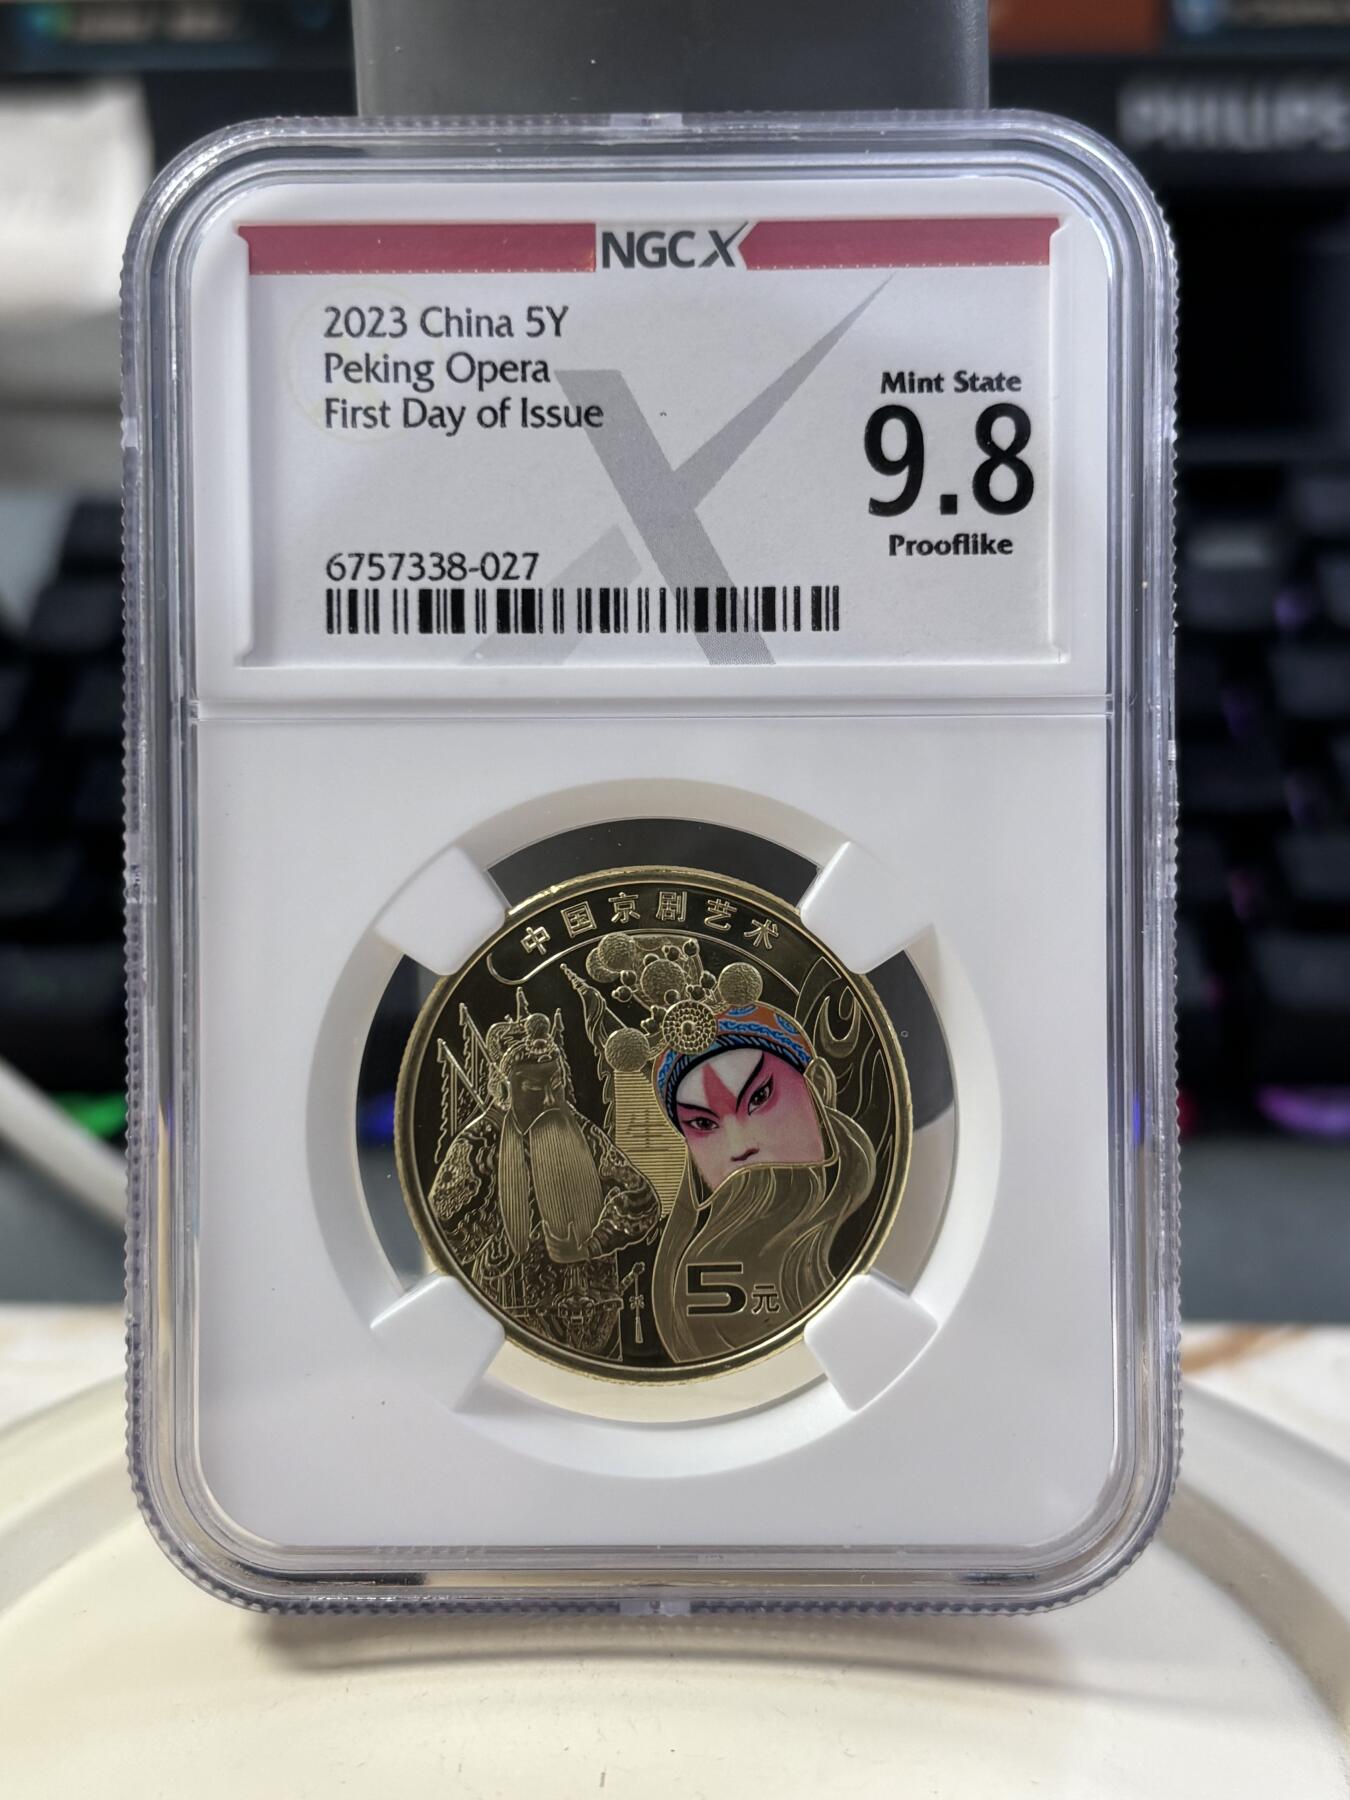 PHILIPS
NGCX
2023 China 5Y
Peking Opera
First Day of Issue
Mint State
9.8
Prooflike
6757338-027
中国京剧艺术
5元